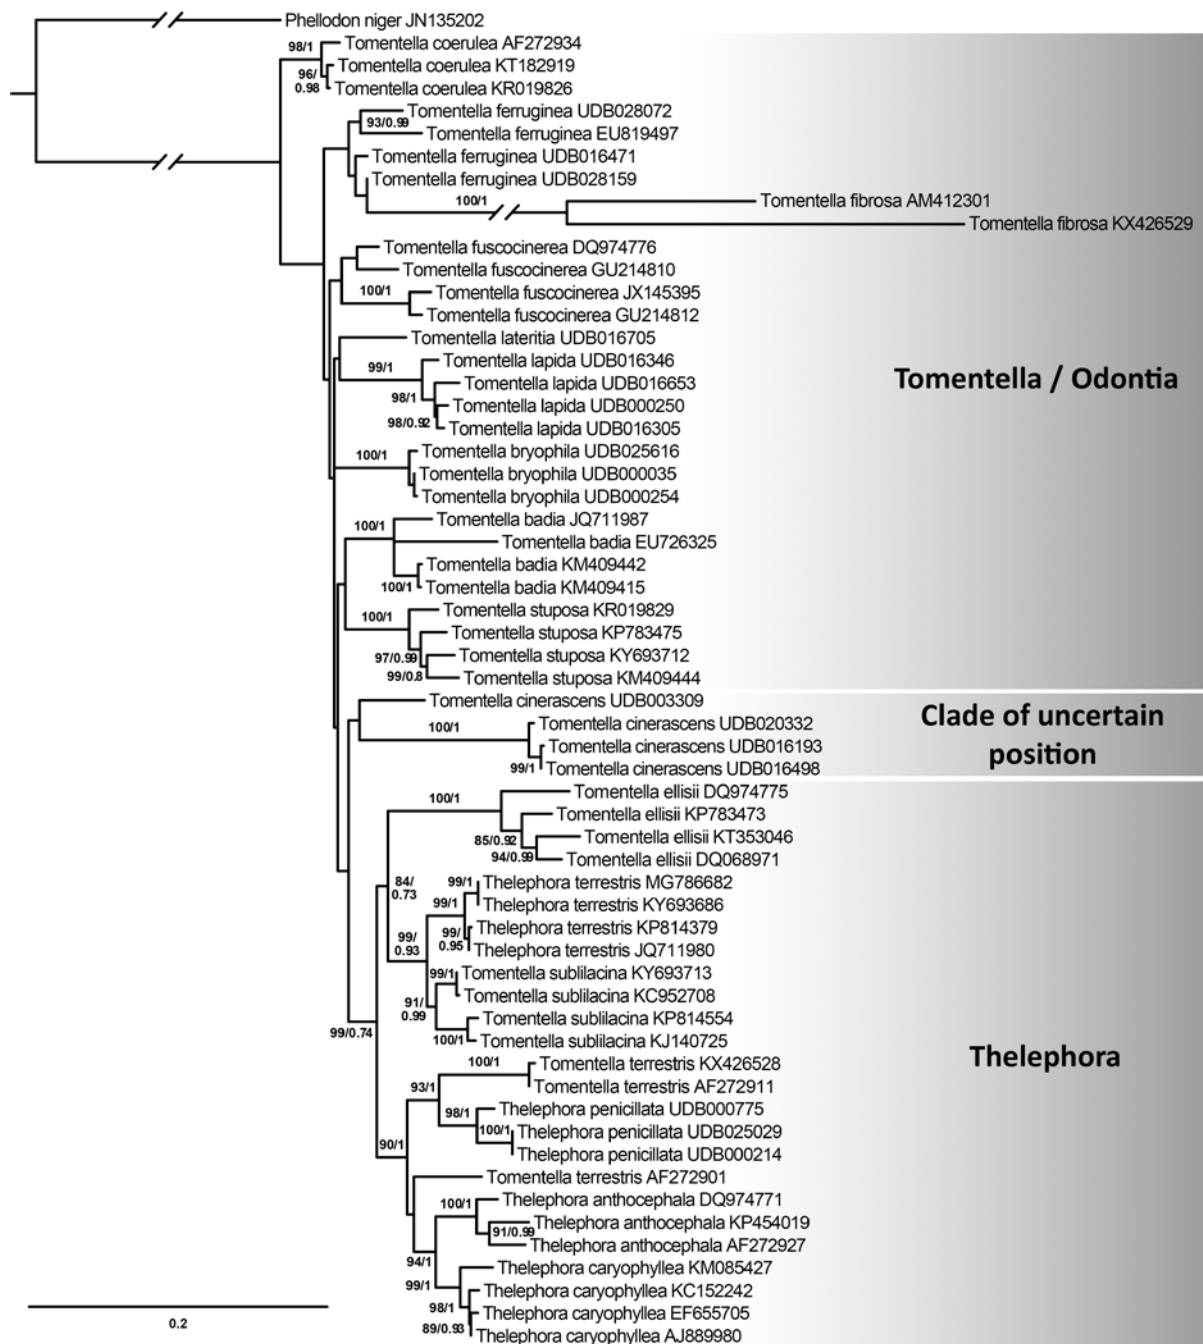 Phellodon niger JN135202
98/1
Tomentella coerulea AF272934
Tomentella coerulea KT182919
96/
0.98
Tomentella coerulea KR019826
Tomentella ferruginea UDB028072
93/0.99
Tomentella ferruginea EU819497
Tomentella ferruginea UDB016471
Tomentella ferruginea UDB028159
100/1
Tomentella fibrosa AM412301
Tomentella fibrosa KX426529
Tomentella fuscocinerea DQ974776
Tomentella fuscocinerea GU214810
100/1
Tomentella fuscocinerea JX145395
Tomentella fuscocinerea GU214812
Tomentella lateritia UDB016705
99/1
Tomentella lapida UDB016346
Tomentella lapida UDB016653
98/1
Tomentella lapida UDB000250
98/0.92
Tomentella lapida UDB016305
Tomentella / Odontia
100/1
Tomentella bryophila UDB025616
Tomentella bryophila UDB000035
Tomentella bryophila UDB000254
100/1
Tomentella badia JQ711987
Tomentella badia EU726325
Tomentella badia KM409442
100/1
Tomentella badia KM409415
100/1
Tomentella stuposa KR019829
Tomentella stuposa KP783475
97/0.99
Tomentella stuposa KY693712
99/0.8
Tomentella stuposa KM409444
Tomentella cinerascens UDB003309
100/1
Tomentella cinerascens UDB020332
Tomentella cinerascens UDB016193
99/1
Tomentella cinerascens UDB016498
Clade of uncertain
position
100/1
Tomentella ellisii DQ974775
Tomentella ellisii KP783473
85/0.92
Tomentella ellisii KT353046
94/0.99
Tomentella ellisii DQ068971
84/
0.73
99/1
Thelephora terrestris MG786682
99/1
Thelephora terrestris KY693686
99/
0.93
99/
0.95
Thelephora terrestris KP814379
Thelephora terrestris JQ711980
99/1
Tomentella sublilacina KY693713
91/
0.99
Tomentella sublilacina KC952708
Tomentella sublilacina KP814554
100/1
Tomentella sublilacina KJ140725
99/0.74
Thelephora
100/1
Tomentella terrestris KX426528
93/1
Tomentella terrestris AF272911
98/1
Thelephora penicillata UDB000775
100/1
Thelephora penicillata UDB025029
90/1
Thelephora penicillata UDB000214
Tomentella terrestris AF272901
100/1
Thelephora anthocephala DQ974771
91/0.99
Thelephora anthocephala KP454019
Thelephora anthocephala AF272927
94/1
Thelephora caryophyllea KM085427
99/1
Thelephora caryophyllea KC152242
98/1
Thelephora caryophyllea EF655705
89/0.93
Thelephora caryophyllea AJ889980
0.2